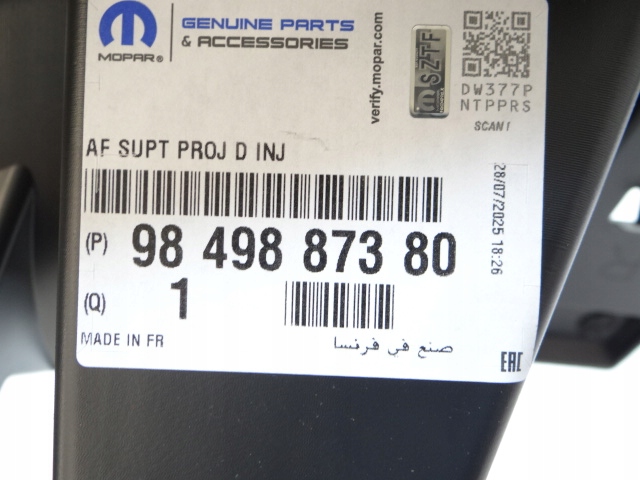 GENUINE PARTS
& ACCESSORIES
MOPAR®
verify.mopar.com
SZTF
DW377P
NTPPRS
SCAN !
AF SUPT PROJ D INJ
28/07/2025 18:26
(P) 98 498 873 80
(Q) 1
MADE IN FR
صنع في فرنسا
EAC